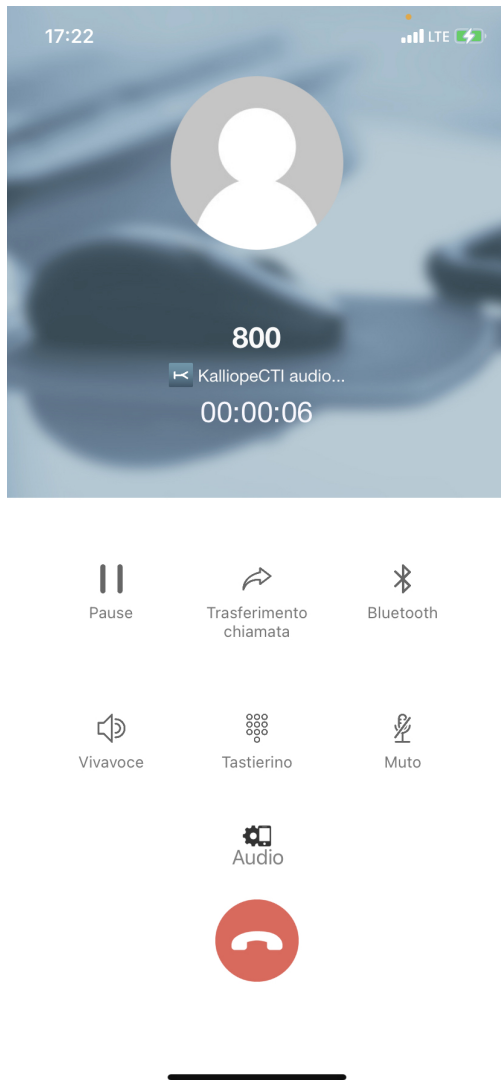 17:22
LTE
800
KalliopeCTI audio...
00:00:06
Pause
Trasferimento
chiamata
Bluetooth
Vivavoce
Tastierino
Muto
Audio